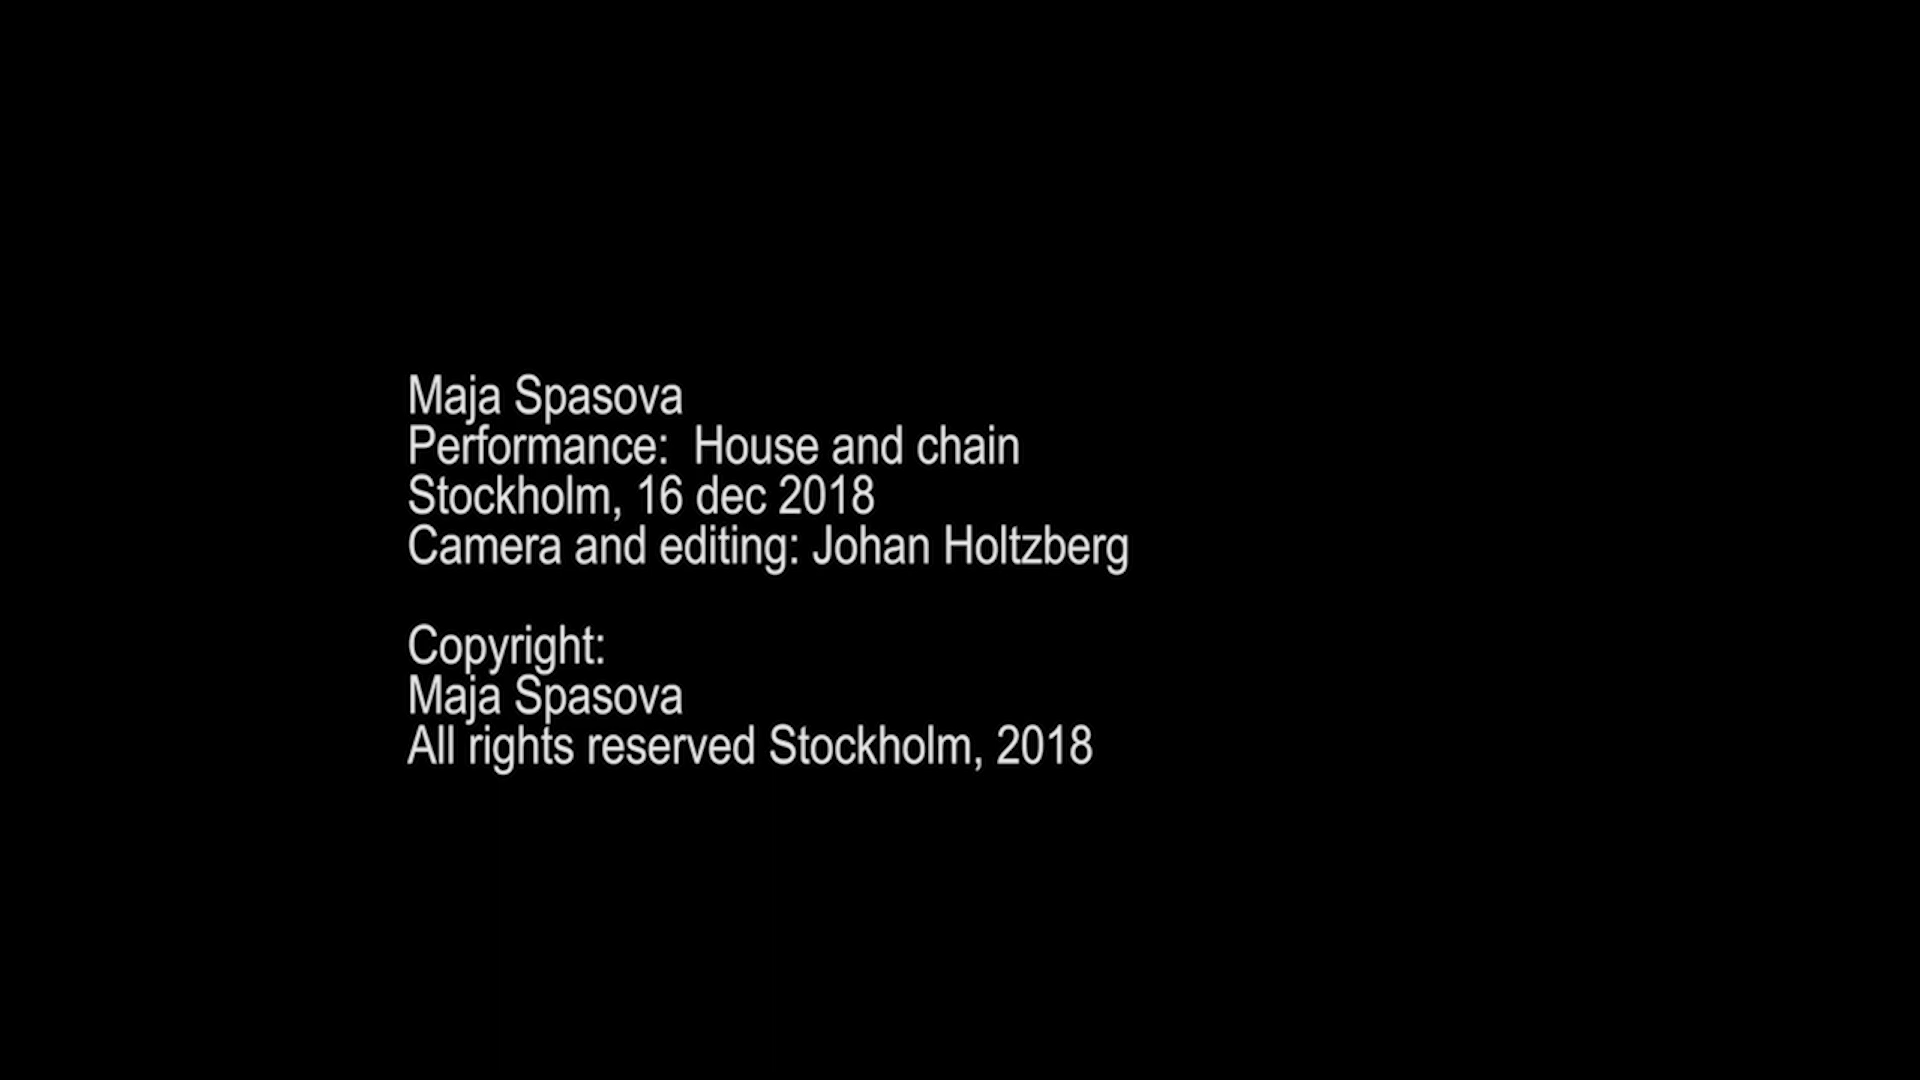 Maja Spasova
Performance:  House and chain
Stockholm, 16 dec 2018
Camera and editing: Johan Holtzberg
Copyright:
Maja Spasova
All rights reserved Stockholm, 2018